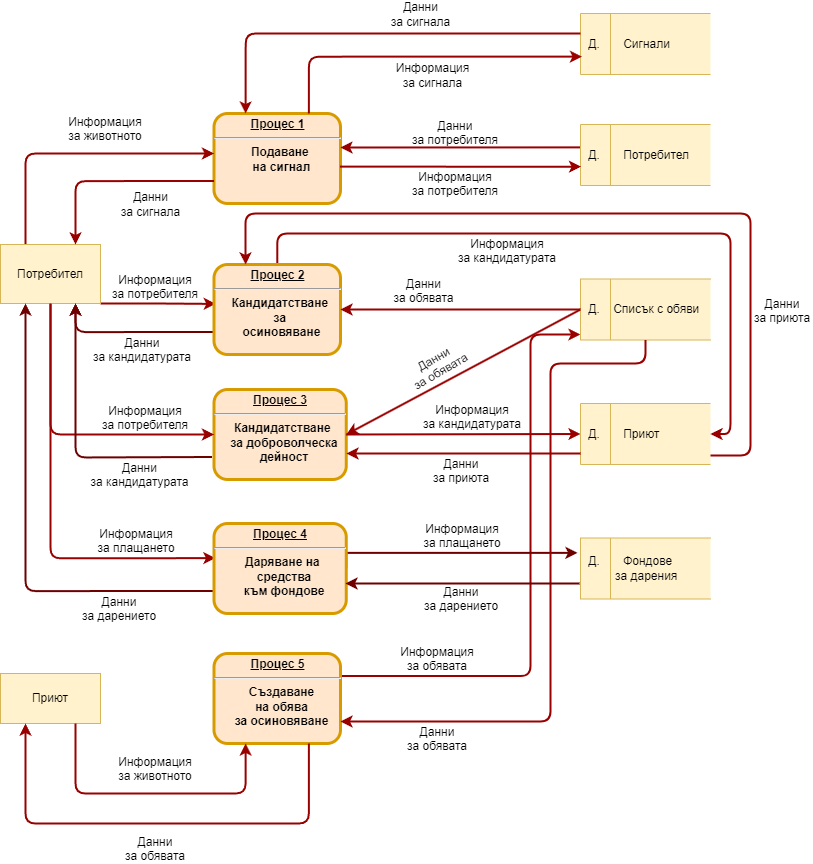 Данни
за сигнала
Д.
Сигнали
Информация
за сигнала
Информация
за животното
Процес 1
Подаване
на сигнал
Данни
за потребителя
Д.
Потребител
Информация
за потребителя
Данни
за сигнала
Потребител
Информация
за потребителя
Процес 2
Кандидатстване
за
осиновяване
Информация
за кандидатурата
Данни
за обявата
Д.
Списък с обяви
Данни
за приюта
Данни
за кандидатурата
Данни
за обявата
Информация
за потребителя
Процес 3
Кандидатстване
за доброволческа
дейност
Информация
за кандидатурата
Д.
Приют
Данни
за кандидатурата
Данни
за приюта
Информация
за плащането
Процес 4
Даряване на
средства
към фондове
Информация
за плащането
Д.
Фондове
за дарения
Данни
за дарението
Данни
за дарението
Приют
Процес 5
Създаване
на обява
за осиновяване
Информация
за обявата
Данни
за обявата
Информация
за животното
Данни
за обявата